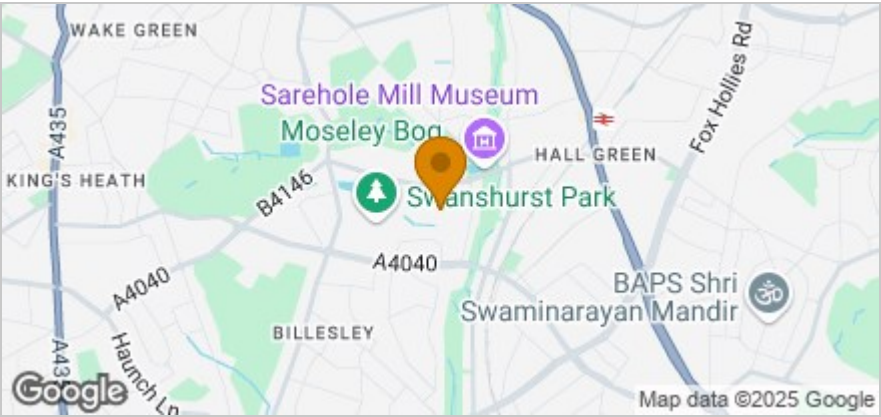 WAKE GREEN
Fox Hollies Rd
A435
Sarehole Mill Museum
Moseley Bog
HALL GREEN
KING'S HEATH
B4146
Swanshurst Park
A4040
A4040
BAPS Shri
Swaminarayan Mandir
BILLESLEY
Haunch Ln
A435
Google
Map data ©2025 Google